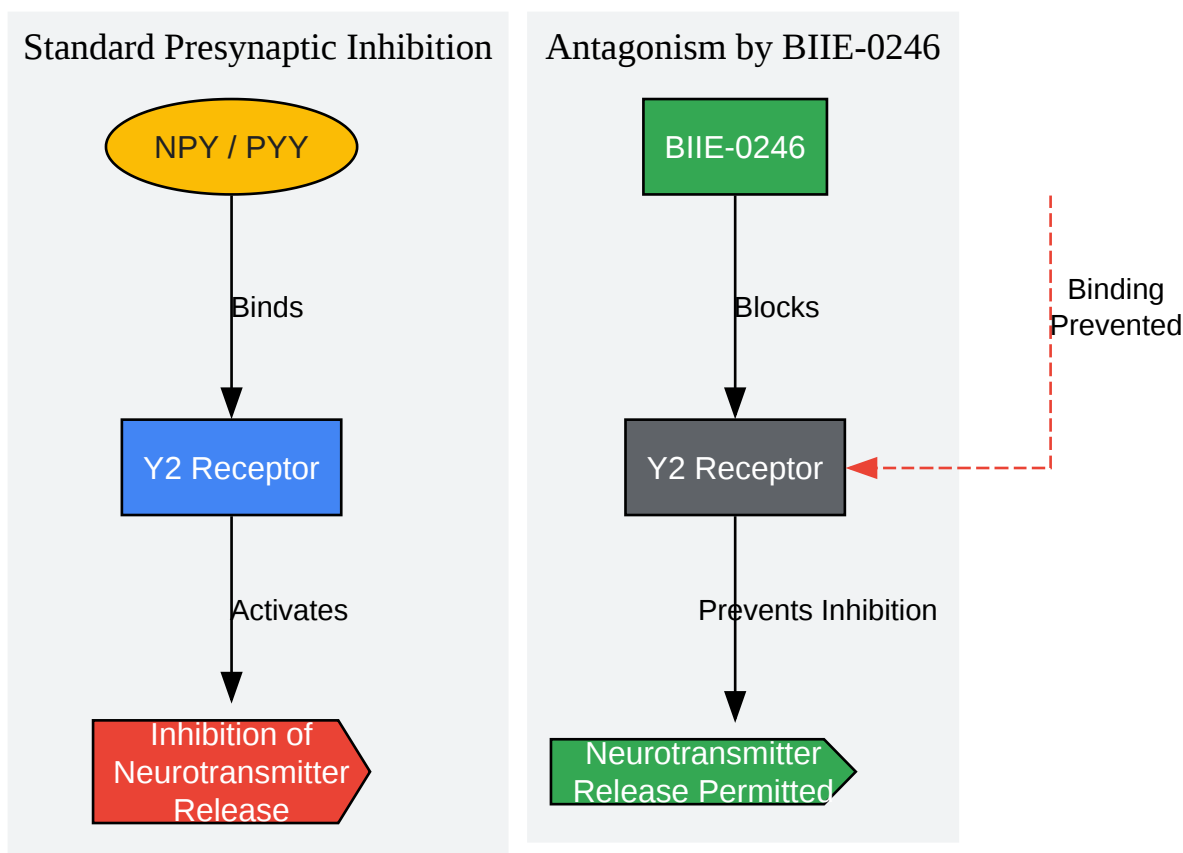 Standard Presynaptic Inhibition
NPY / PYY
Binds
Y2 Receptor
Activates
Inhibition of
Neurotransmitter
Release
Antagonism by BIIE-0246
BIIE-0246
Blocks
Y2 Receptor
Prevents Inhibition
Neurotransmitter
Release Permitted
Binding
Prevented